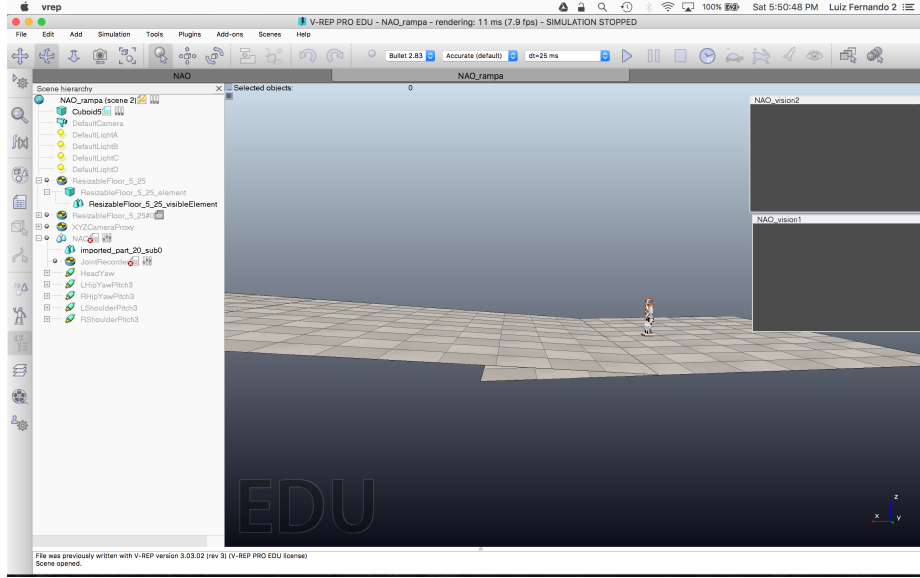 vrep 100% Sat 5:50:48 PM Luiz Fernando 2
V-REP PRO EDU - NAO_rampa - rendering: 11 ms (7.9 fps) - SIMULATION STOPPED
File Edit Add Simulation Tools Plugins Add-ons Scenes Help
Bullet 2.83 Accurate (default) dt=25 ms
NAO NAO_rampa
Scene hierarchy
Selected objects: 0
NAO_rampa (scene 2)
Cuboid5
DefaultCamera
DefaultLightA
DefaultLightB
DefaultLightC
DefaultLightD
ResizableFloor_5_25
ResizableFloor_5_25_element
ResizableFloor_5_25_visibleElement
ResizableFloor_5_25#0
XYZCameraProxy
NAO
imported_part_20_sub0
JointRecorder
HeadYaw
LHipYawPitch3
RHipYawPitch3
LShoulderPitch3
RShoulderPitch3
NAO_vision2
NAO_vision1
EDU
z
x y
File was previously written with V-REP version 3.03.02 (rev 3) (V-REP PRO EDU license)
Scene opened.